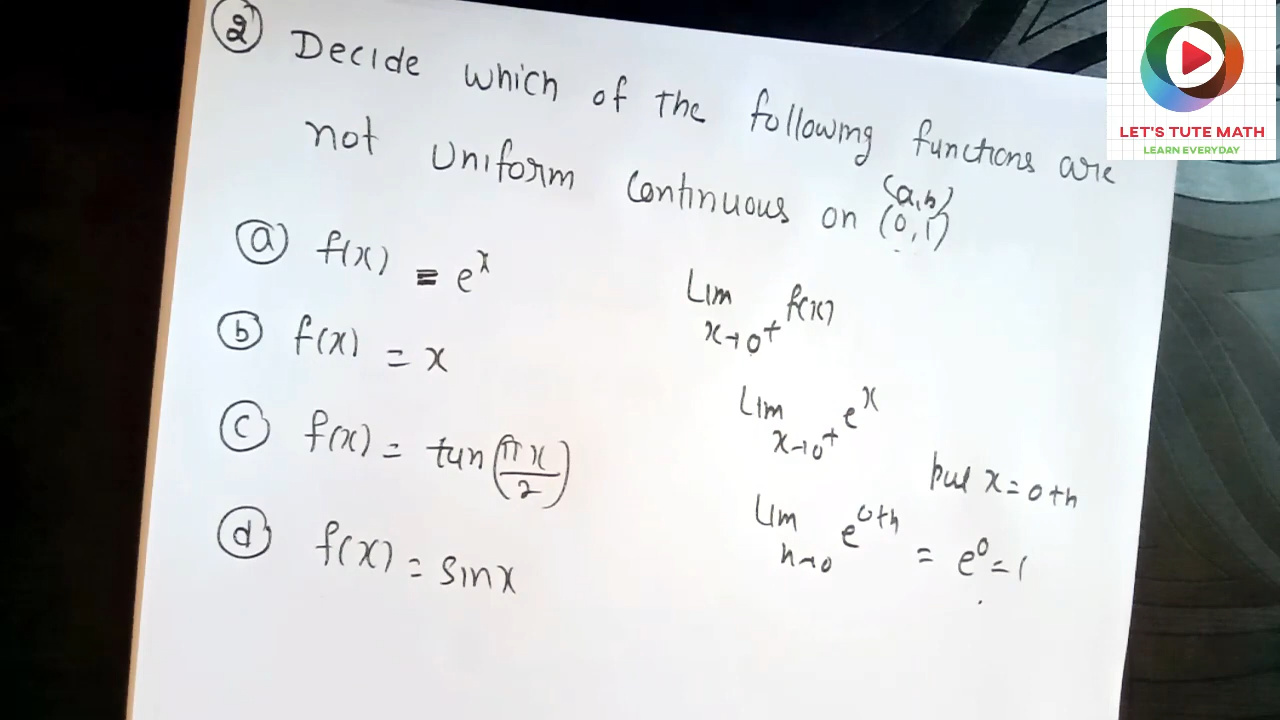 ② Decide which of the following functions are
not uniform continuous on (0,1)
(a,b)
ⓐ f(x) = e^x
ⓑ f(x) = x
ⓒ f(x) = tan(πx/2)
ⓓ f(x) = sinx
Lim x→0⁺ f(x)
Lim x→0⁺ e^x
put x=0+h
Lim h→0 e^0+h = e^0 = 1
LET'S TUTE MATH
LEARN EVERYDAY